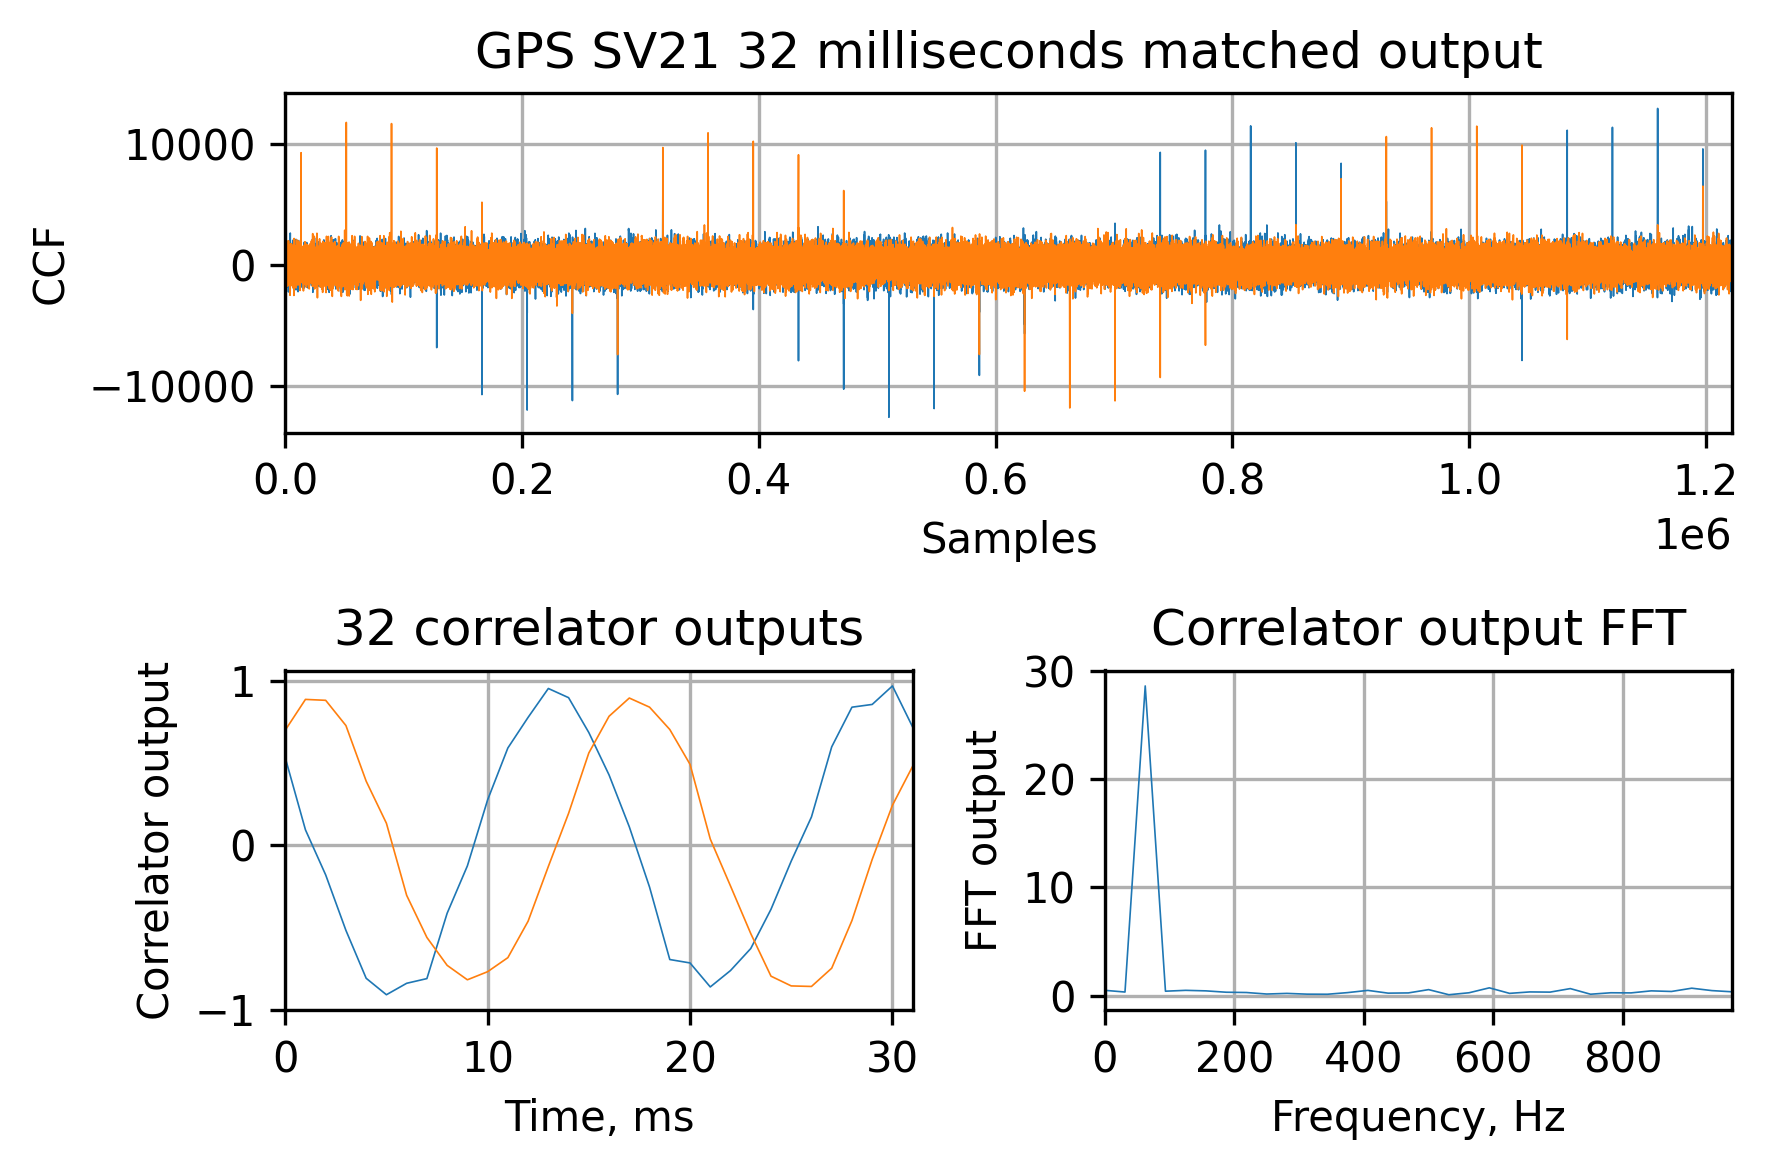 GPS SV21 32 milliseconds matched output
CCF
10000
0
−10000
0.0 0.2 0.4 0.6 0.8 1.0 1.2
1e6
Samples
32 correlator outputs
Correlator output
1
0
−1
0 10 20 30
Time, ms
Correlator output FFT
FFT output
30
20
10
0
0 200 400 600 800
Frequency, Hz